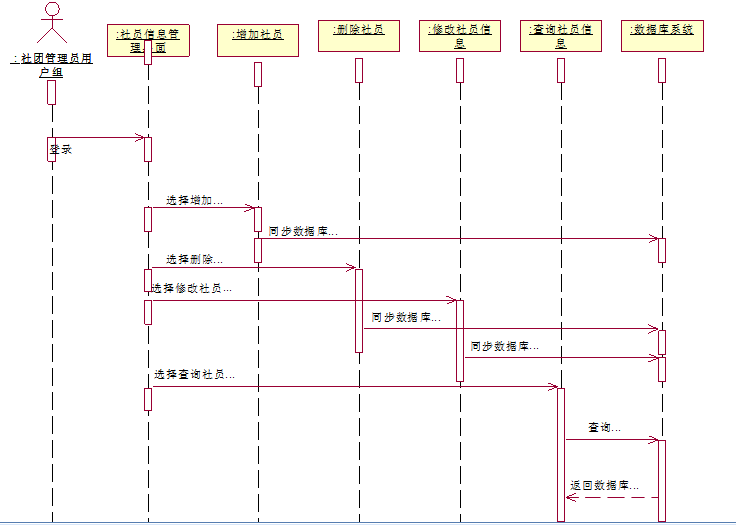 :社团管理员用
户组
:社员信息管
理界面
:增加社员
:删除社员
:修改社员信
息
:查询社员信
息
:数据库系统
登录
选择增加...
同步数据库...
选择删除...
选择修改社员...
同步数据库...
同步数据库...
选择查询社员...
查询...
返回数据库...